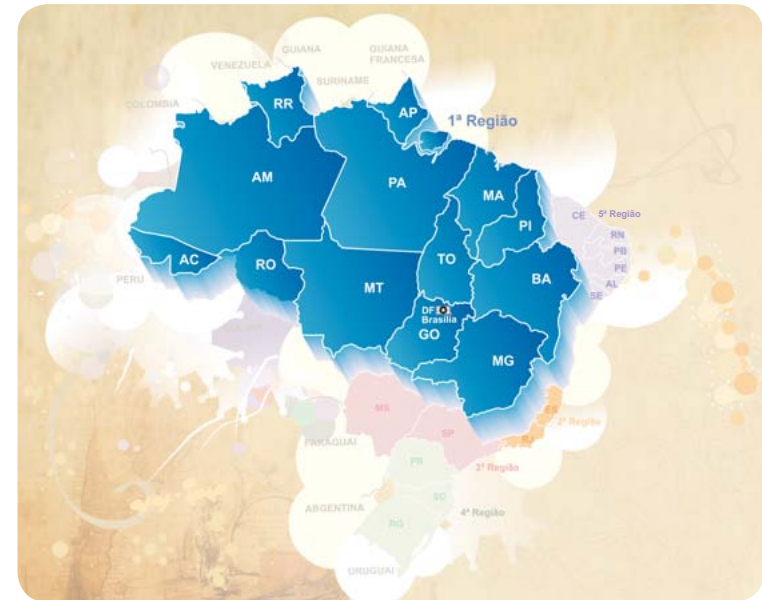 GUIANA
GUIANA
FRANCESA
VENEZUELA
SURINAME
COLOMBIA
RR
AP
1ª Região
AM
PA
MA
CE
5ª Região
PI
RN
PB
AC
RO
TO
PE
PERU
MT
BA
AL
SE
DF
Brasília
GO
MG
MS
ES
2ª Região
SP
RJ
PARAGUAI
PR
3ª Região
SC
ARGENTINA
4ª Região
RG
URUGUAI